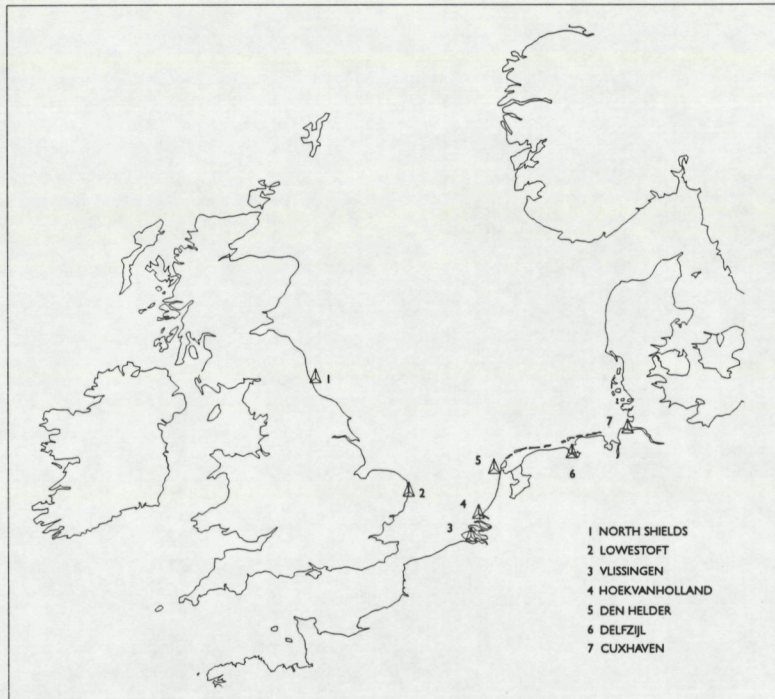 1
7
5
6
2
4
3
1 NORTH SHIELDS
2 LOWESTOFT
3 VLISSINGEN
4 HOEKVANHOLLAND
5 DEN HELDER
6 DELFZIJL
7 CUXHAVEN